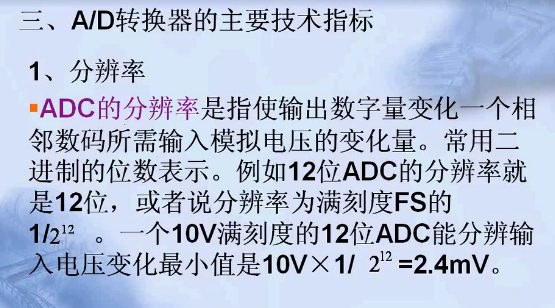 三、A/D转换器的主要技术指标
1、分辨率
▪ADC的分辨率是指使输出数字量变化一个相
邻数码所需输入模拟电压的变化量。常用二
进制的位数表示。例如12位ADC的分辨率就
是12位，或者说分辨率为满刻度FS的
1/2¹² 。一个10V满刻度的12位ADC能分辨输
入电压变化最小值是10V×1/ 2¹² =2.4mV。